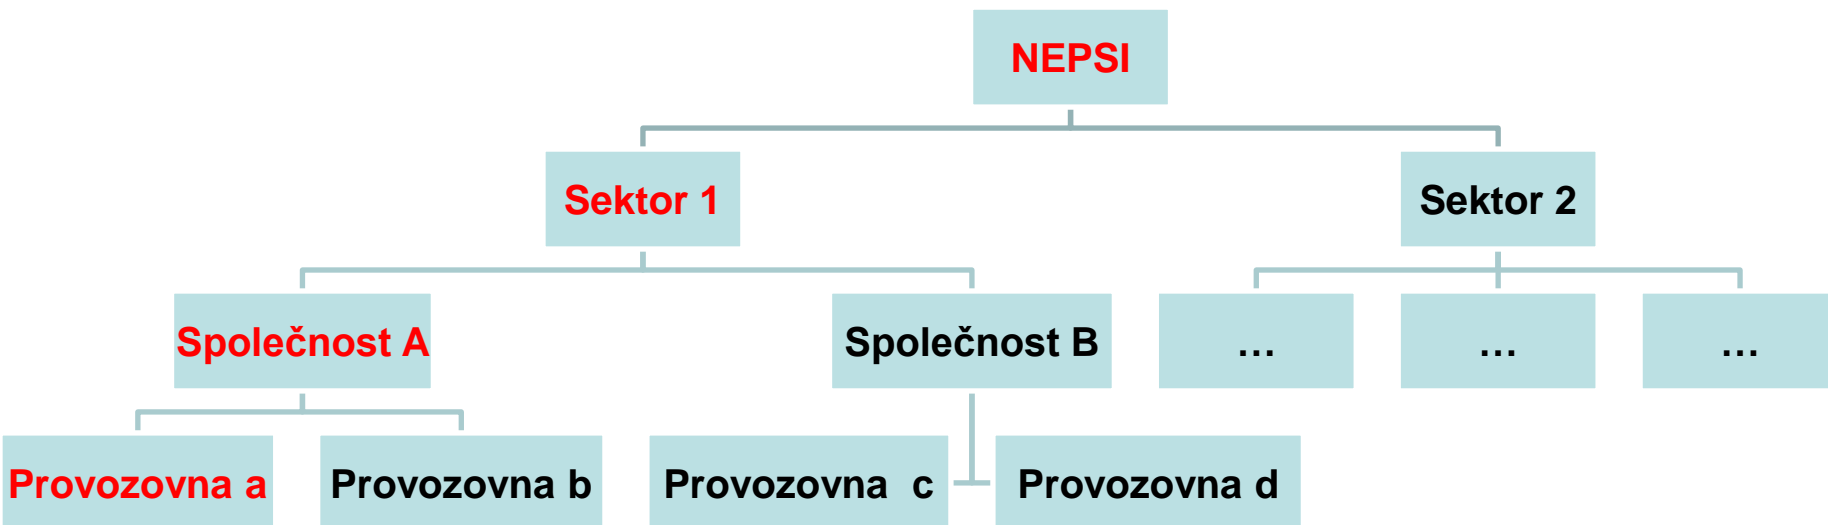 NEPSI
Sektor 1
Sektor 2
Společnost A
Společnost B
…
…
…
Provozovna a
Provozovna b
Provozovna  c
Provozovna d